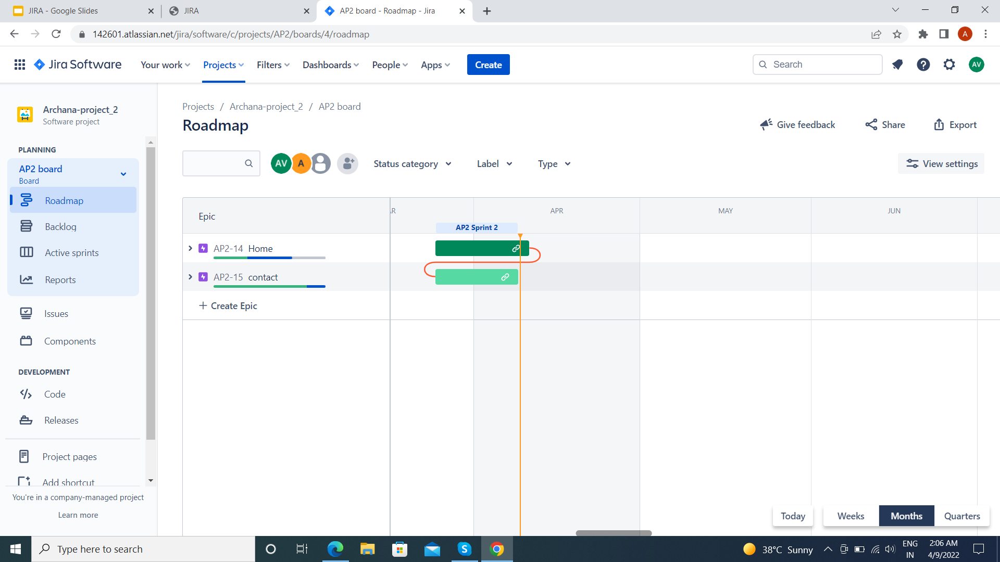 JIRA - Google Slides
JIRA
AP2 board - Roadmap - Jira
142601.atlassian.net/jira/software/c/projects/AP2/boards/4/roadmap
A
Jira Software
Your work
Projects
Filters
Dashboards
People
Apps
Create
Search
AV
Archana-project_2
Software project
PLANNING
AP2 board
Board
Roadmap
Backlog
Active sprints
Reports
Issues
Components
DEVELOPMENT
Code
Releases
Project pages
Add shortcut
You're in a company-managed project
Learn more
Projects / Archana-project_2 / AP2 board
Roadmap
Give feedback
Share
Export
AV
A
Status category
Label
Type
View settings
Epic
AR
APR
MAY
JUN
AP2 Sprint 2
AP2-14 Home
AP2-15 contact
+ Create Epic
Today
Weeks
Months
Quarters
Type here to search
38°C Sunny
ENG
IN
2:06 AM
4/9/2022